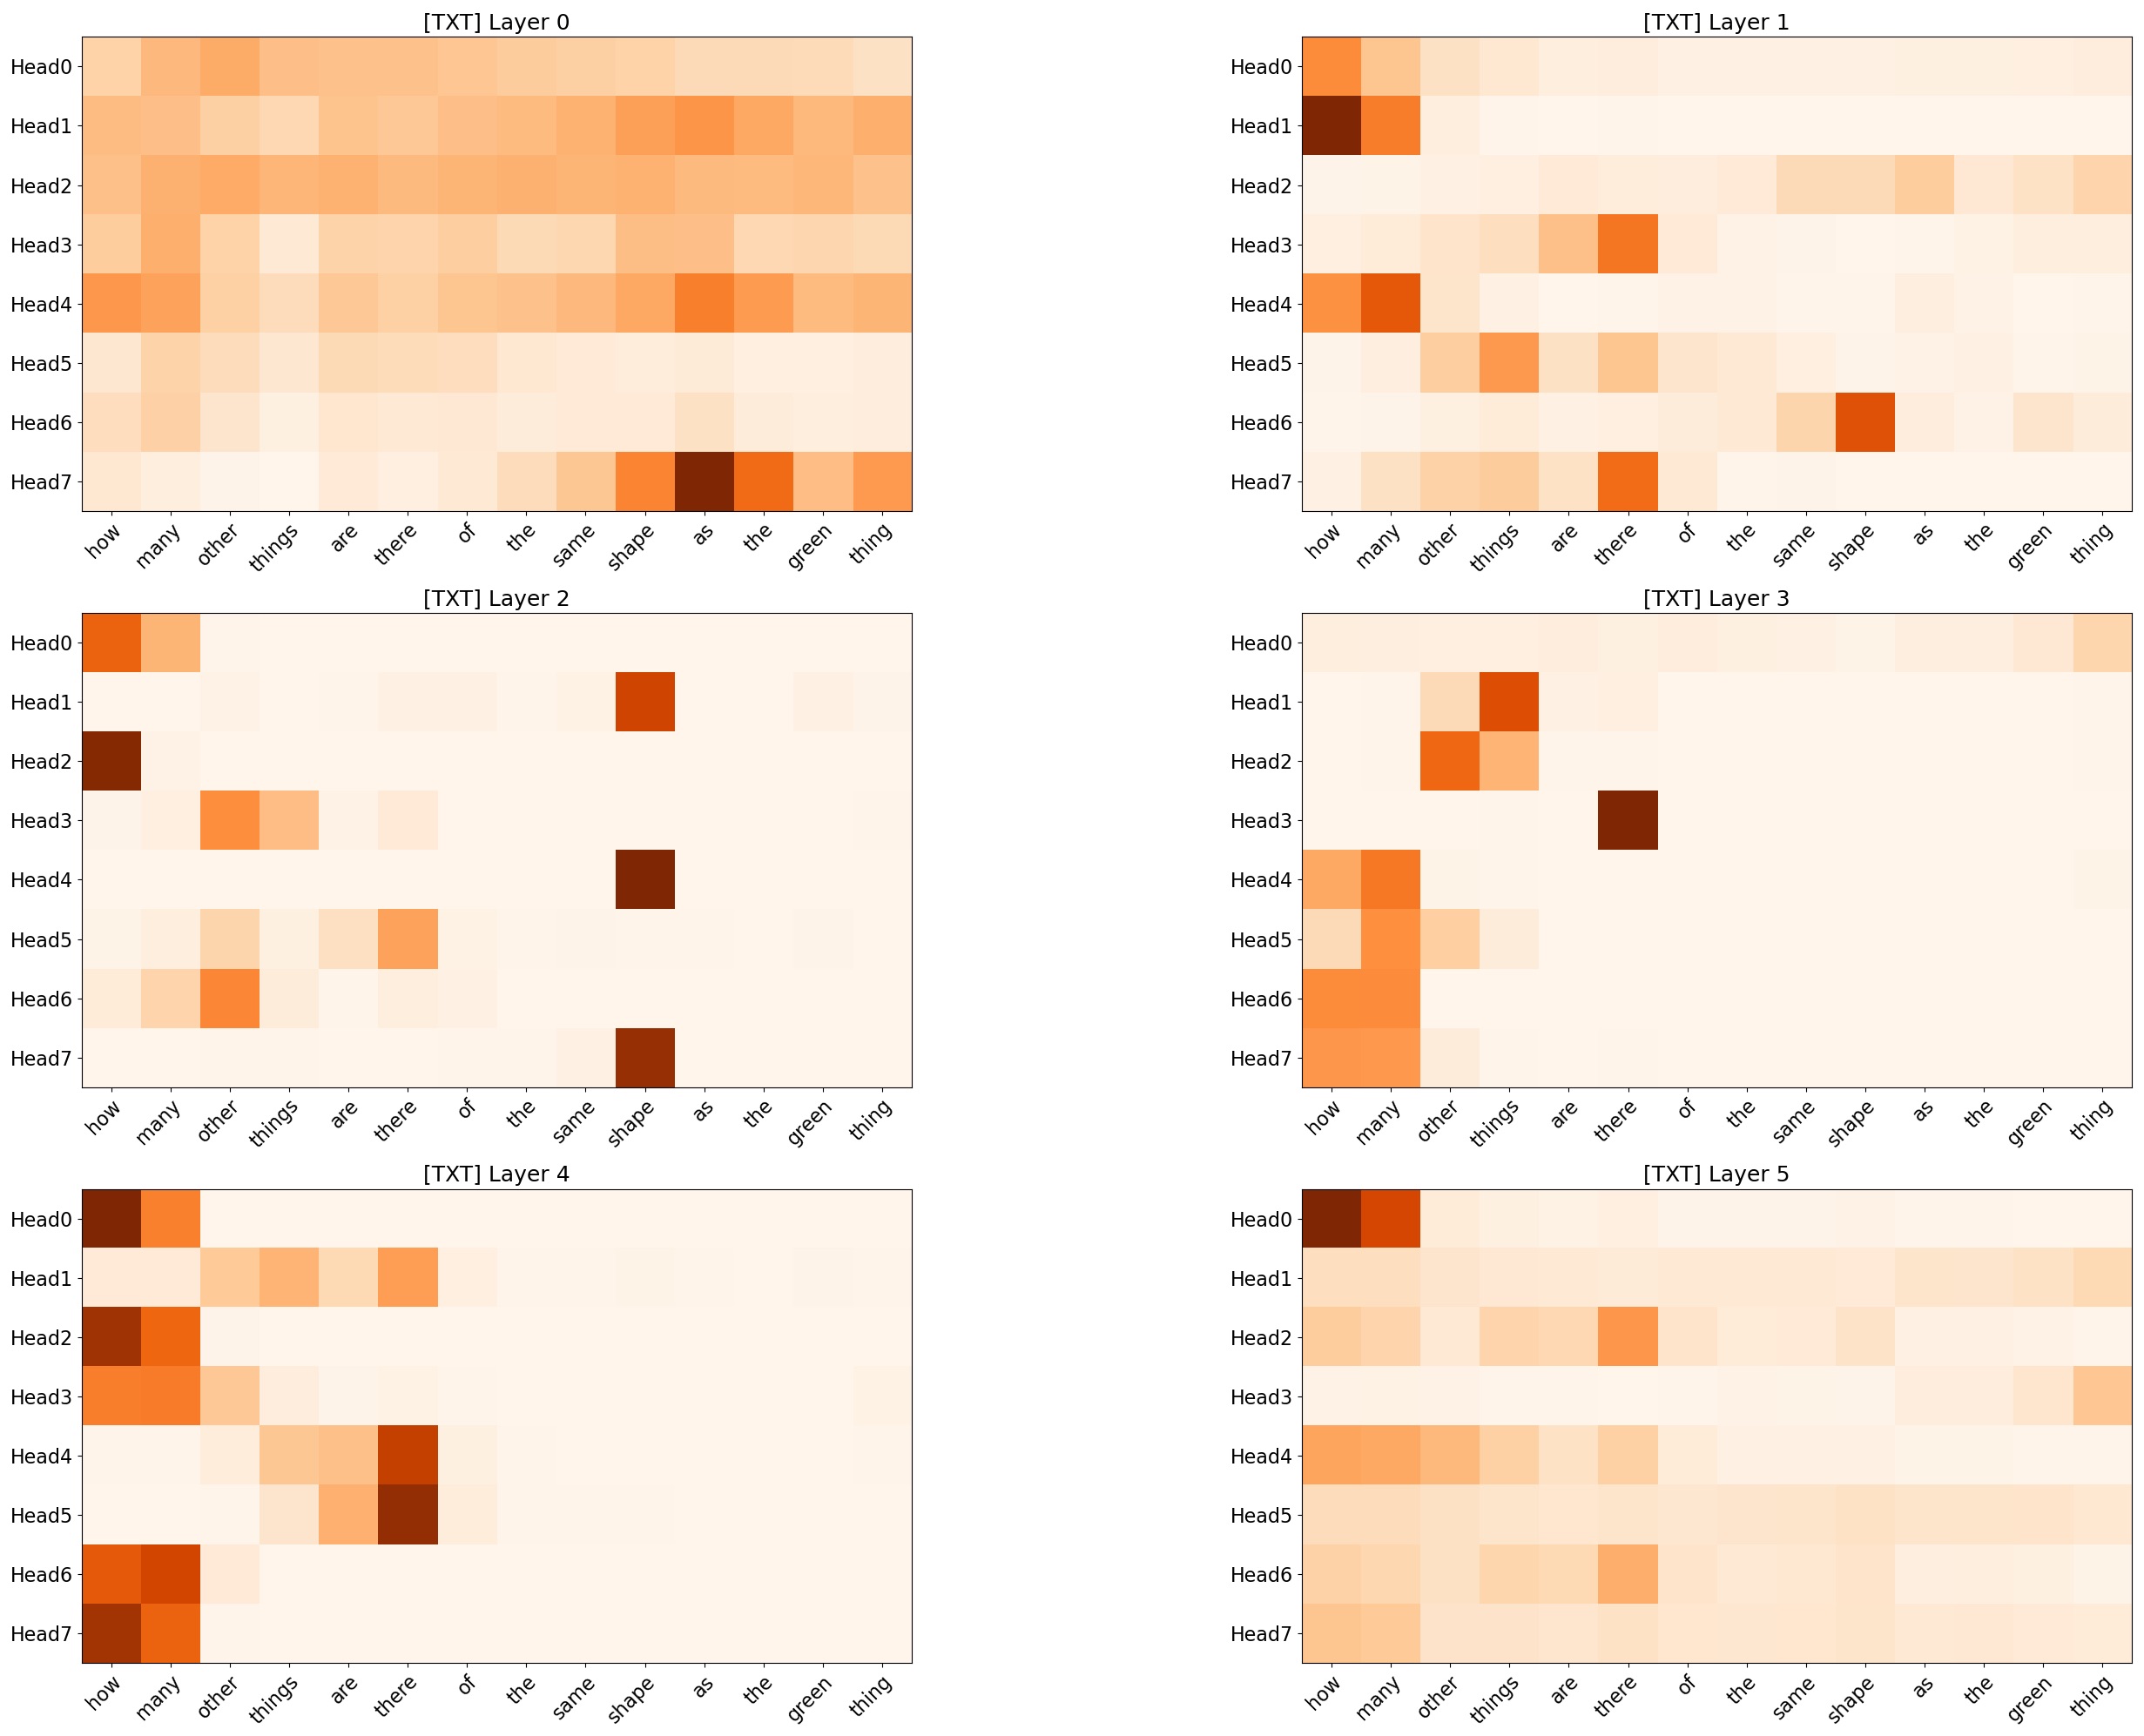 [TXT] Layer 0
Head0
Head1
Head2
Head3
Head4
Head5
Head6
Head7
how many other things are there of the same shape as the green thing
[TXT] Layer 1
Head0
Head1
Head2
Head3
Head4
Head5
Head6
Head7
how many other things are there of the same shape as the green thing
[TXT] Layer 2
Head0
Head1
Head2
Head3
Head4
Head5
Head6
Head7
how many other things are there of the same shape as the green thing
[TXT] Layer 3
Head0
Head1
Head2
Head3
Head4
Head5
Head6
Head7
how many other things are there of the same shape as the green thing
[TXT] Layer 4
Head0
Head1
Head2
Head3
Head4
Head5
Head6
Head7
how many other things are there of the same shape as the green thing
[TXT] Layer 5
Head0
Head1
Head2
Head3
Head4
Head5
Head6
Head7
how many other things are there of the same shape as the green thing